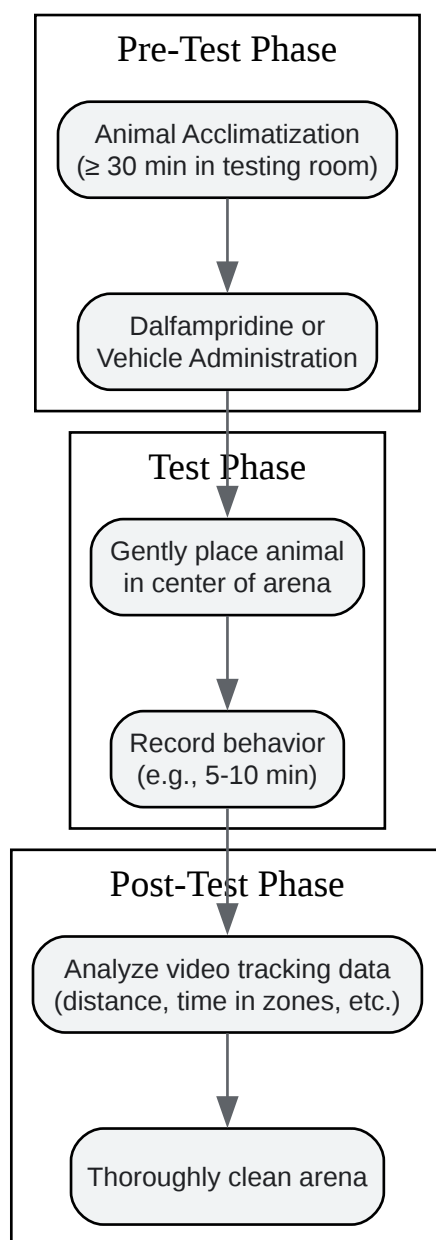 Pre-Test Phase
Animal Acclimatization
(≥ 30 min in testing room)
Dalfampridine or
Vehicle Administration
Test Phase
Gently place animal
in center of arena
Record behavior
(e.g., 5-10 min)
Post-Test Phase
Analyze video tracking data
(distance, time in zones, etc.)
Thoroughly clean arena